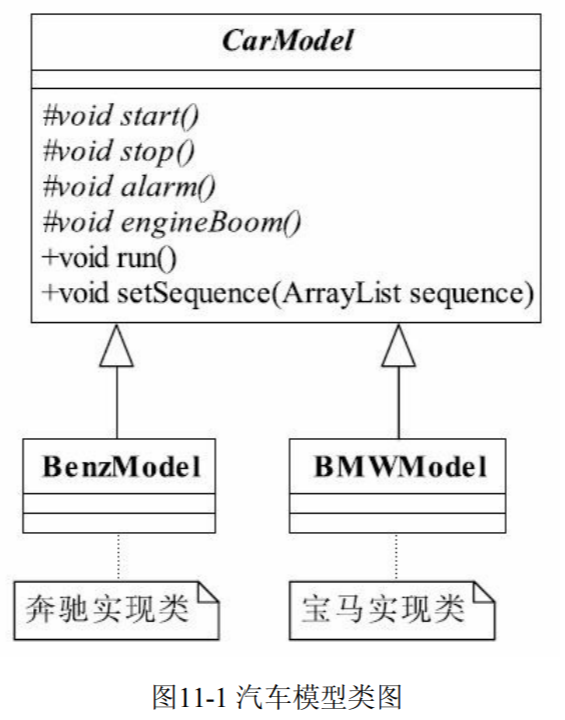 CarModel
#void start()
#void stop()
#void alarm()
#void engineBoom()
+void run()
+void setSequence(ArrayList sequence)
BenzModel
BMWModel
奔驰实现类
宝马实现类
图11-1 汽车模型类图